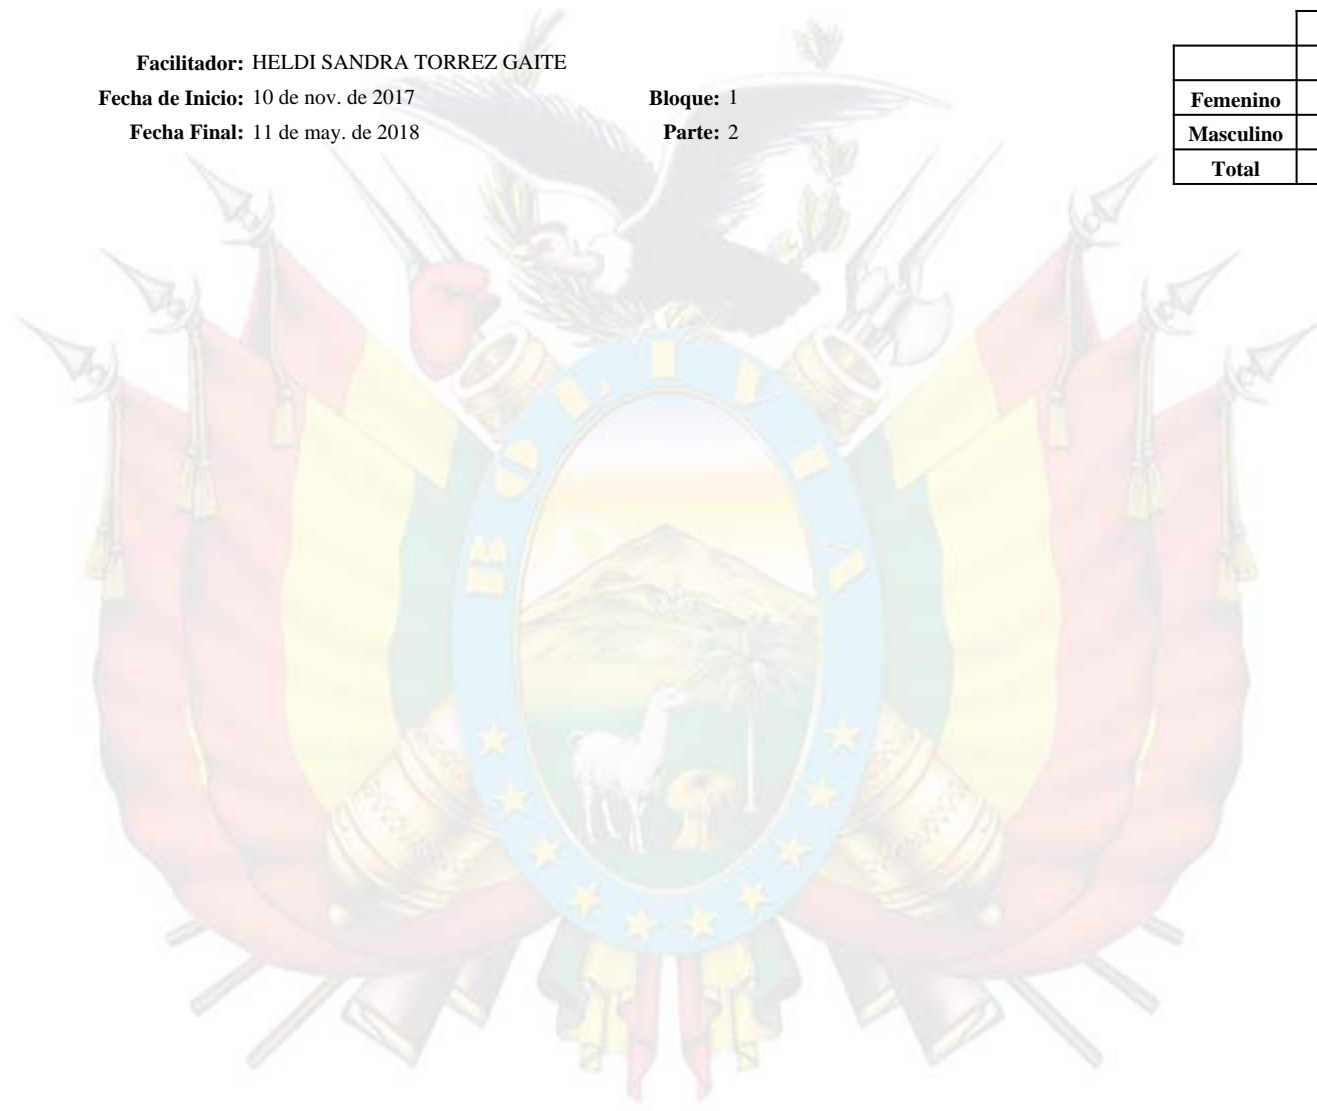 Facilitador: HELDI SANDRA TORREZ GAITE
Fecha de Inicio: 10 de nov. de 2017 Bloque: 1
Fecha Final: 11 de may. de 2018 Parte: 2
Femenino
Masculino
Total
BOLIVIA